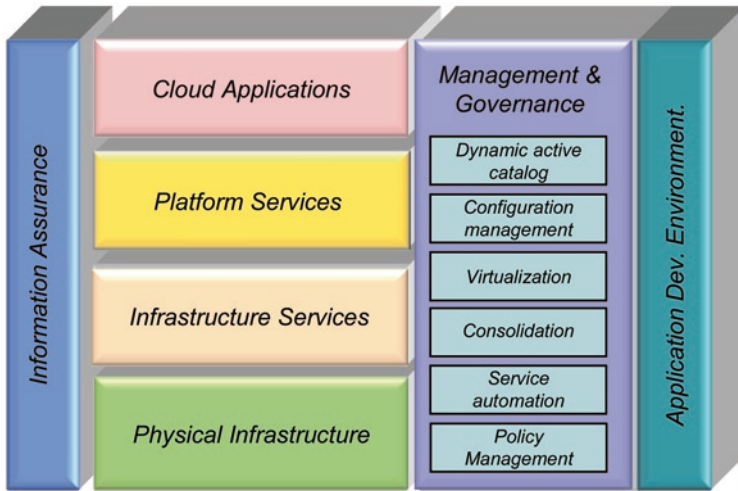 Information Assurance
Cloud Applications
Platform Services
Infrastructure Services
Physical Infrastructure
Management &
Governance
Dynamic active
catalog
Configuration
management
Virtualization
Consolidation
Service
automation
Policy
Management
Application Dev. Environment.